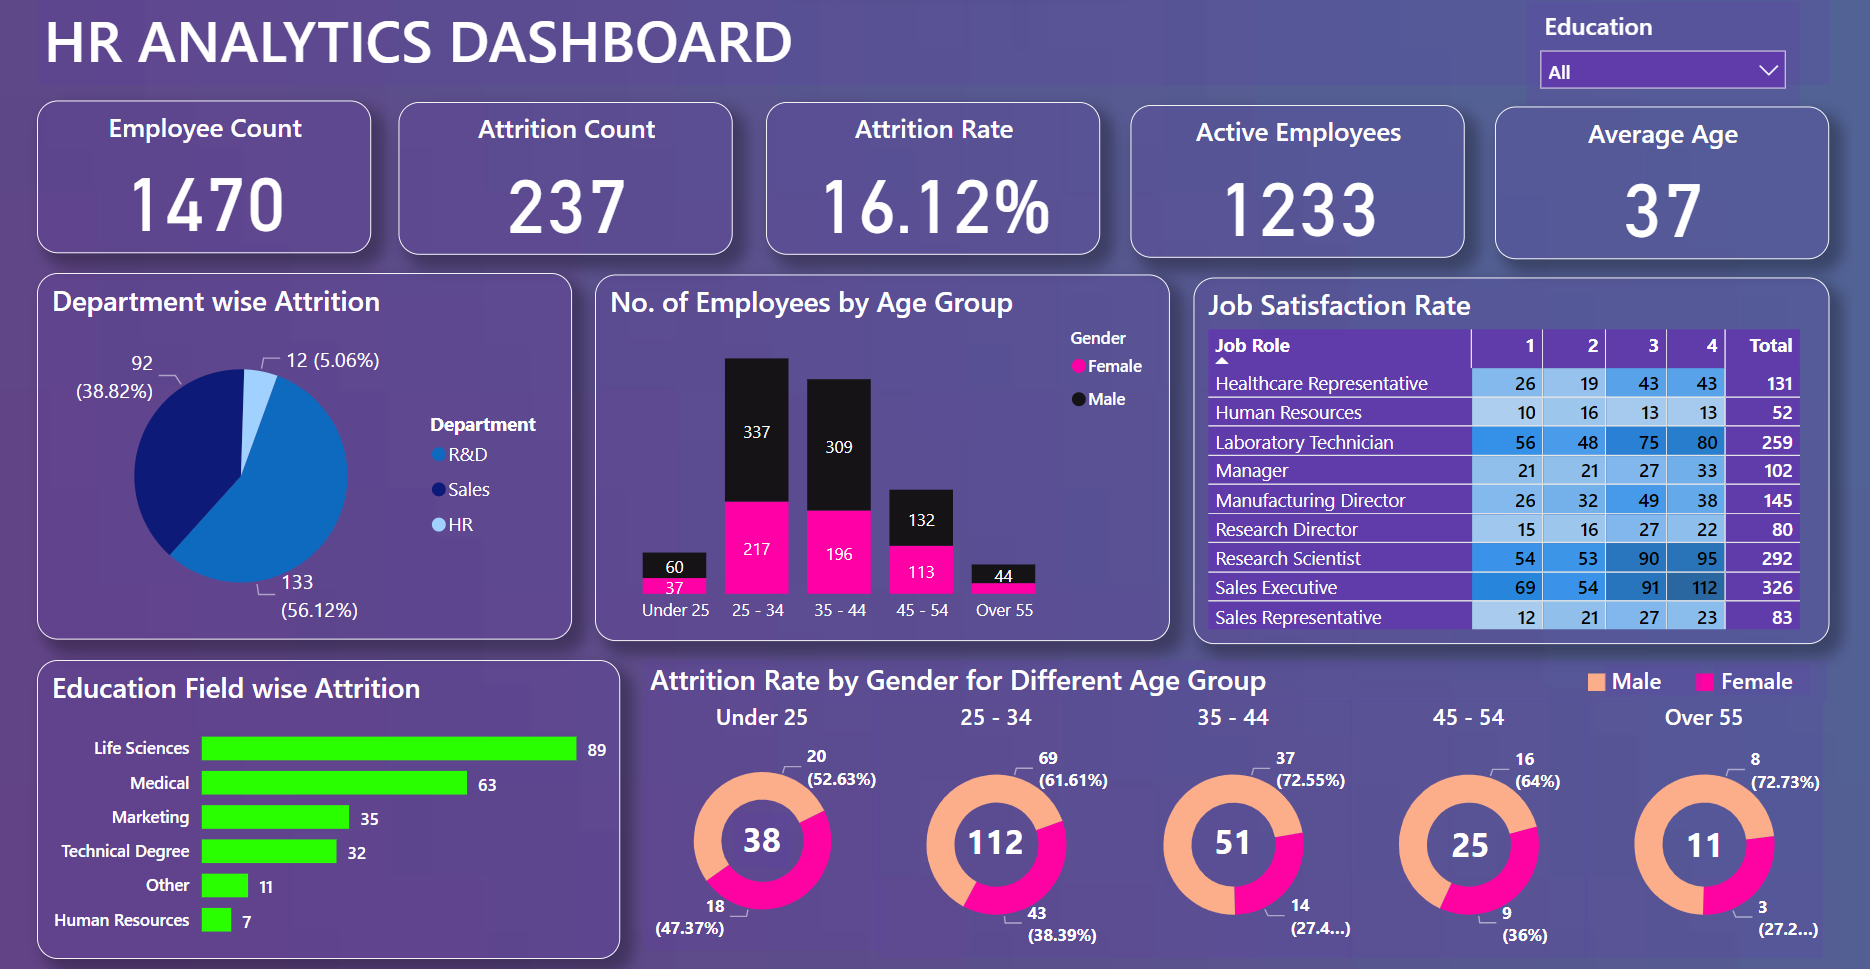 HR ANALYTICS DASHBOARD
Education
All
Employee Count
1470
Attrition Count
237
Attrition Rate
16.12%
Active Employees
1233
Average Age
37
Department wise Attrition
92
(38.82%)
12 (5.06%)
133
(56.12%)
Department
R&D
Sales
HR
No. of Employees by Age Group
Gender
Female
Male
337
309
132
60
44
217
196
113
37
Under 25 25 - 34 35 - 44 45 - 54 Over 55
Job Satisfaction Rate
Job Role 1 2 3 4 Total
Healthcare Representative 26 19 43 43 131
Human Resources 10 16 13 13 52
Laboratory Technician 56 48 75 80 259
Manager 21 21 27 33 102
Manufacturing Director 26 32 49 38 145
Research Director 15 16 27 22 80
Research Scientist 54 53 90 95 292
Sales Executive 69 54 91 112 326
Sales Representative 12 21 27 23 83
Education Field wise Attrition
Life Sciences 89
Medical 63
Marketing 35
Technical Degree 32
Other 11
Human Resources 7
Attrition Rate by Gender for Different Age Group
Male Female
Under 25
20
(52.63%)
38
18
(47.37%)
25 - 34
69
(61.61%)
112
43
(38.39%)
35 - 44
37
(72.55%)
51
14
(27.4...)
45 - 54
16
(64%)
25
9
(36%)
Over 55
8
(72.73%)
11
3
(27.2...)